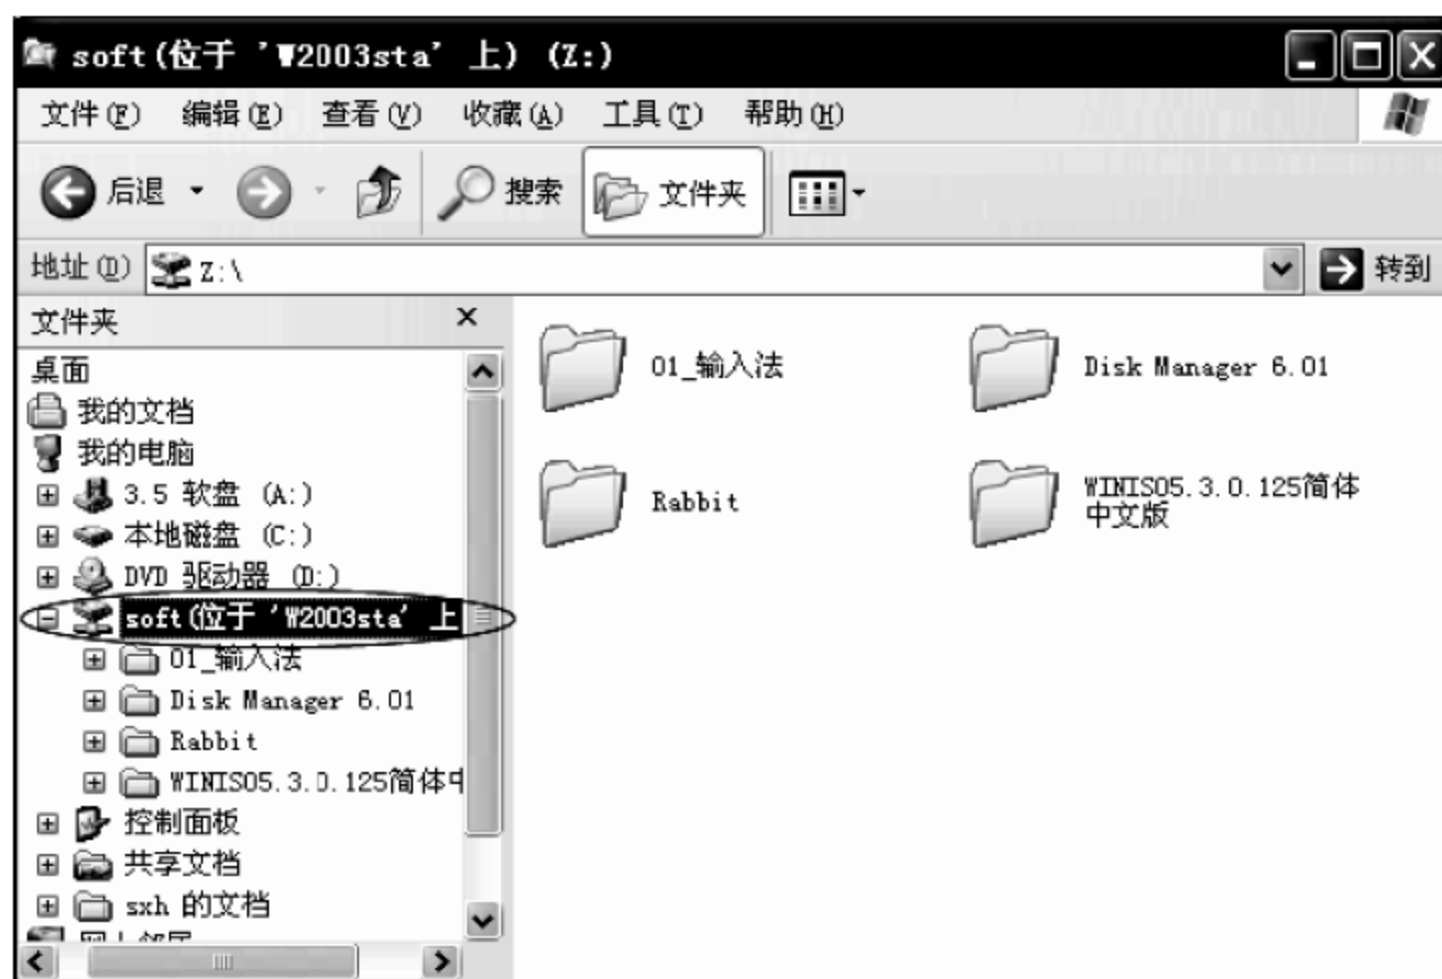 soft(位于 'W2003sta' 上) (Z:)
文件(F) 编辑(E) 查看(V) 收藏(A) 工具(T) 帮助(H)
后退 搜索 文件夹
地址(D) Z:\ 转到
文件夹
桌面
我的文档
我的电脑
3.5 软盘 (A:)
本地磁盘 (C:)
DVD 驱动器 (D:)
soft(位于 'W2003sta' 上
01_输入法
Disk Manager 6.01
Rabbit
WINISO5.3.0.125简体中
控制面板
共享文档
sxh 的文档
01_输入法
Disk Manager 6.01
Rabbit
WINISO5.3.0.125简体
中文版